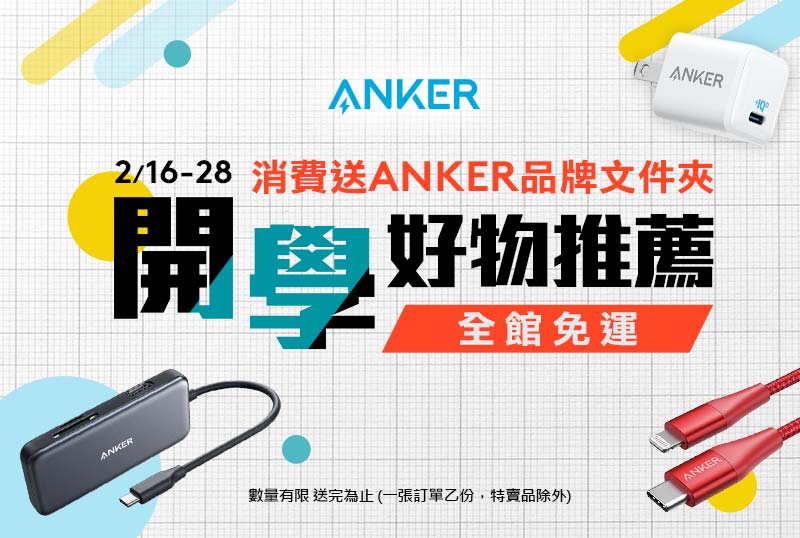 ANKER
ANKER
IQ3
2/16-28 消費送ANKER品牌文件夾
開學好物推薦
全館免運
ANKER
ANKER
數量有限 送完為止 (一張訂單乙份，特賣品除外)